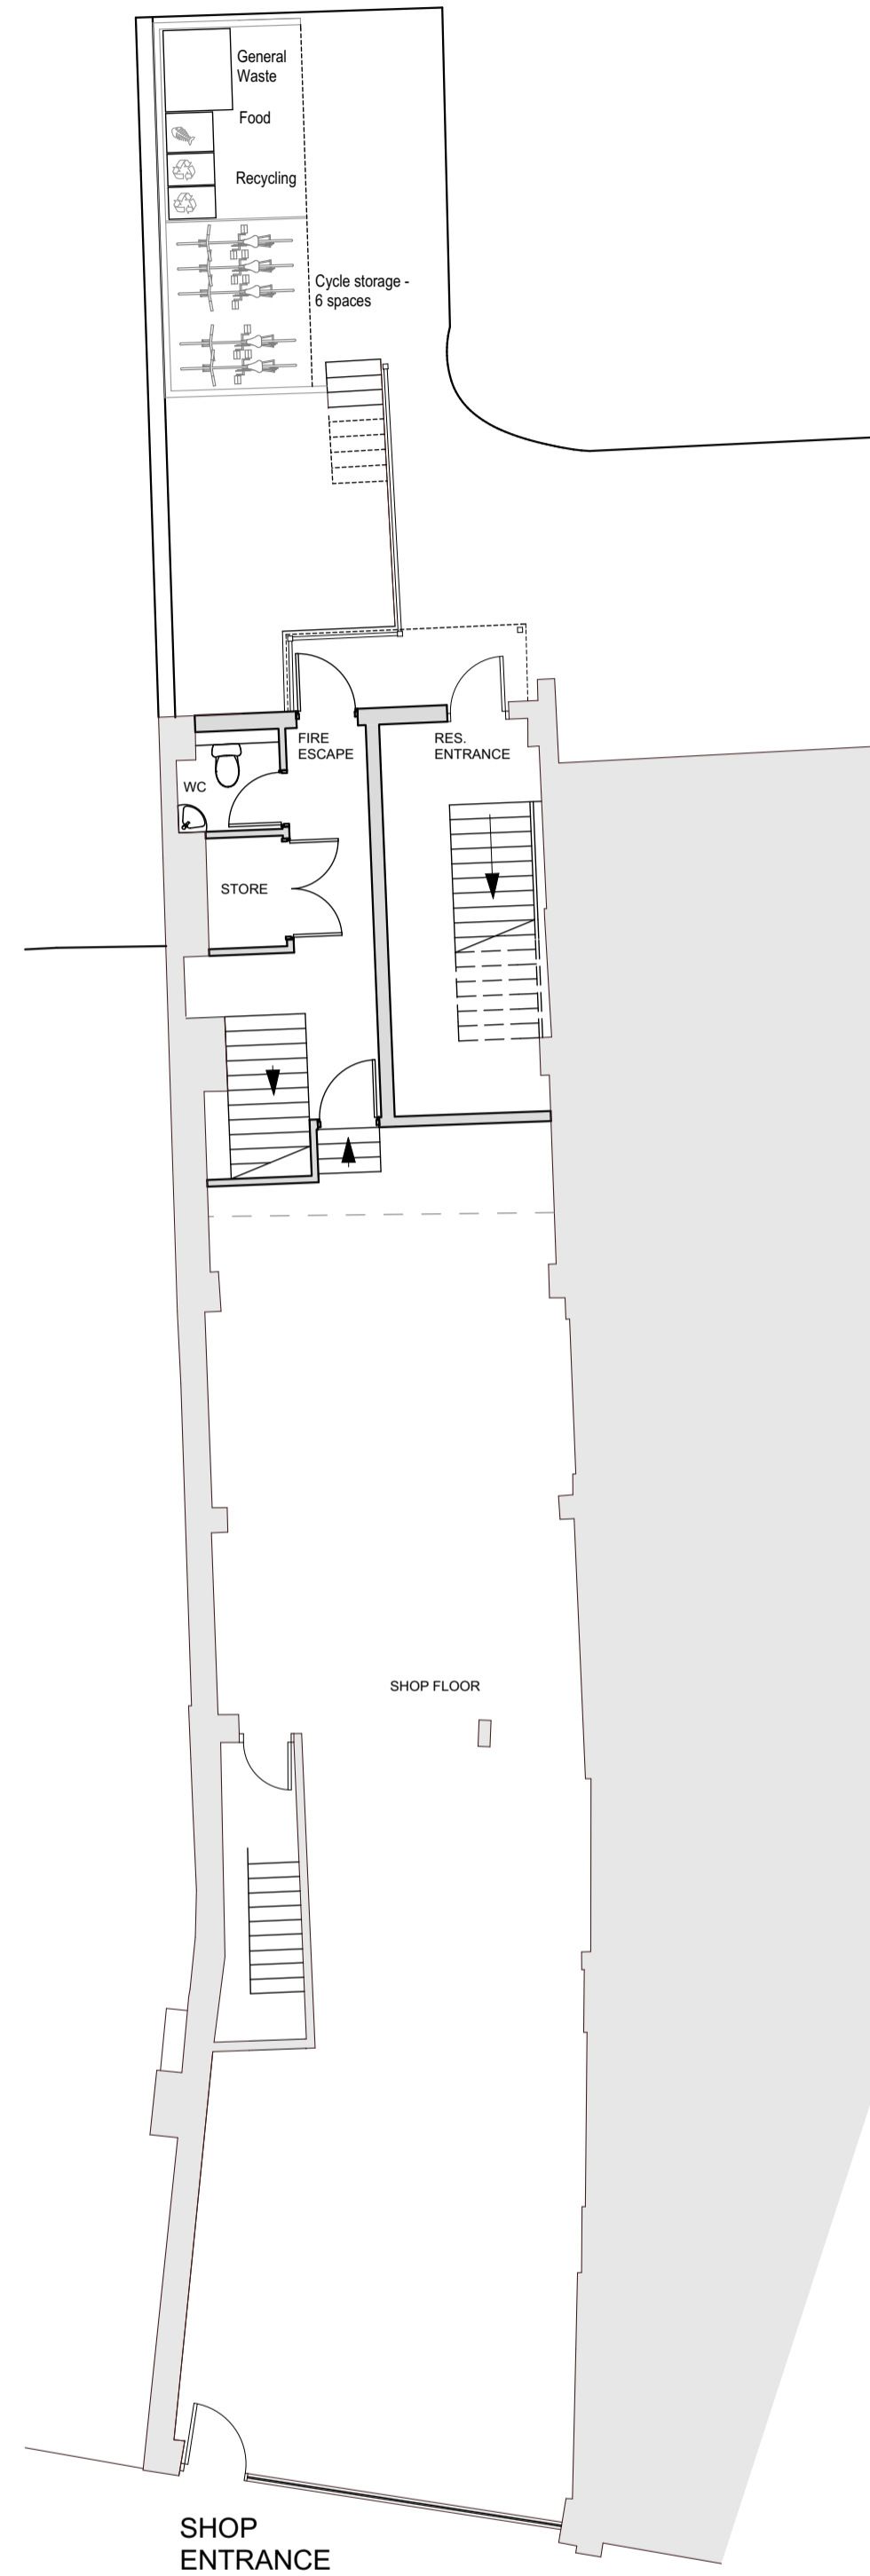 General
Waste
Food
Recycling
Cycle storage -
6 spaces
FIRE
ESCAPE
RES.
ENTRANCE
WC
STORE
SHOP FLOOR
SHOP
ENTRANCE